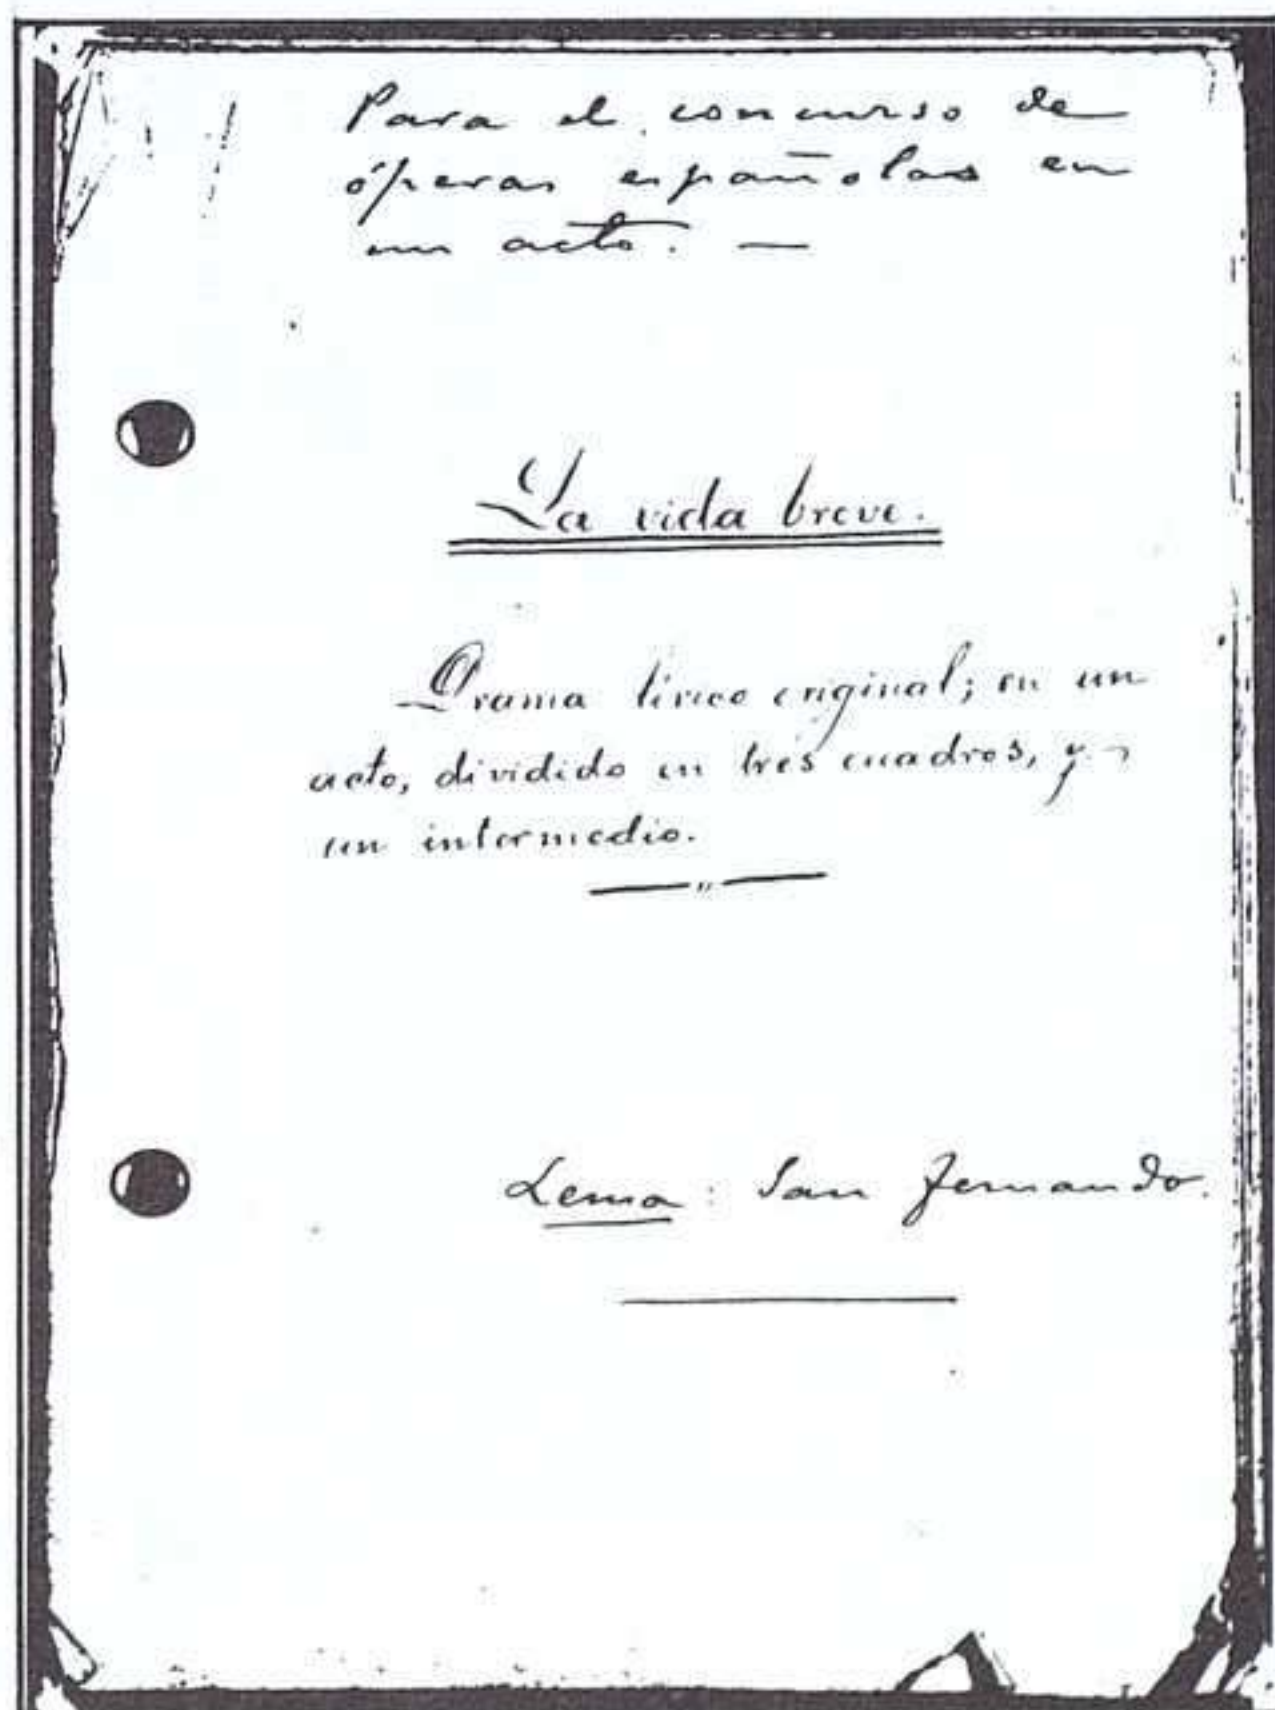 Para el concurso de
óperas españolas en
un acto. —
La vida breve.
Drama lírico original; en un
acto, dividido en tres cuadros, y
un intermedio.
Lema: San Fernando.